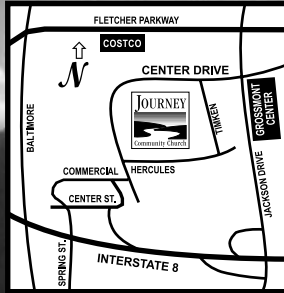 FLETCHER PARKWAY
COSTCO
N
CENTER DRIVE
BALTIMORE
JOURNEY
Community Church
TIMKEN
GROSSMONT
CENTER
COMMERCIAL
HERCULES
CENTER ST.
JACKSON DRIVE
SPRING ST.
INTERSTATE 8